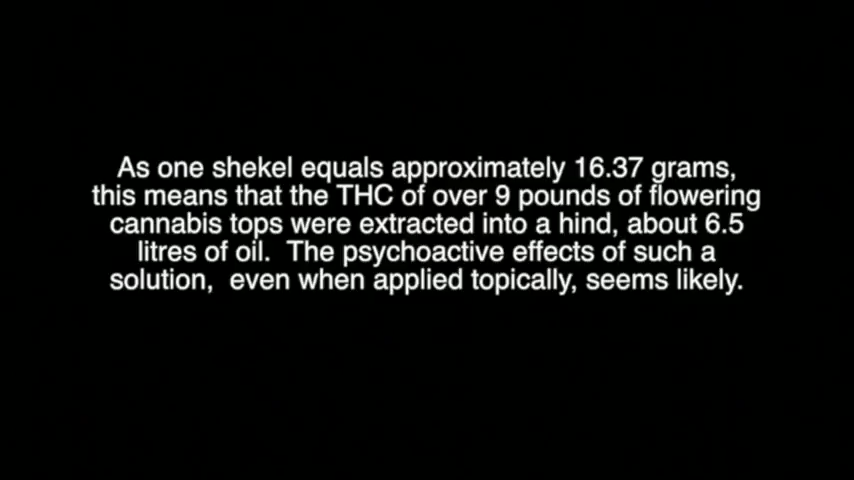 As one shekel equals approximately 16.37 grams,
this means that the THC of over 9 pounds of flowering
cannabis tops were extracted into a hind, about 6.5
litres of oil.  The psychoactive effects of such a
solution,  even when applied topically, seems likely.